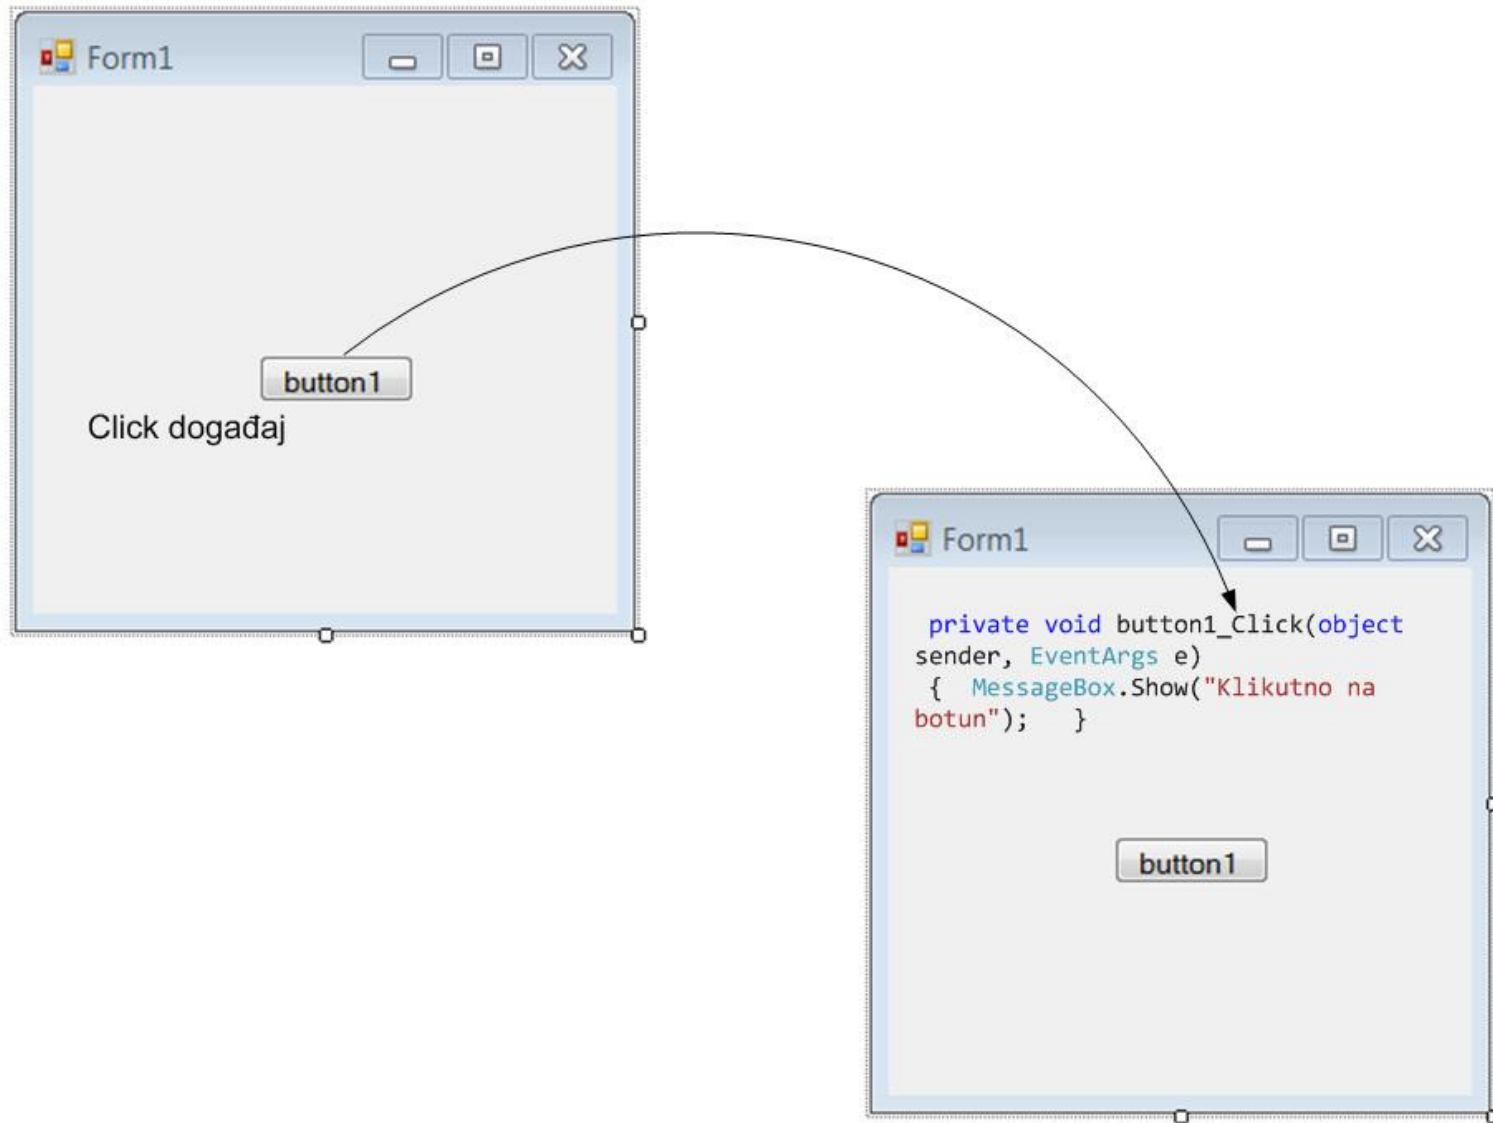 Form1
button1
Click događaj
Form1
private void button1_Click(object
sender, EventArgs e)
{ MessageBox.Show("Klikutno na
botun"); }
button1